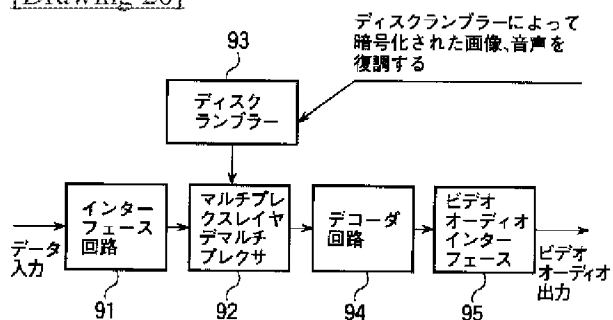 [Drawing 20]
ディスクランブラーによって
暗号化された画像、音声を
復調する
93
ディスク
ランブラー
インター
フェース
回路
マルチプレ
クスレイヤ
デマルチ
プレクサ
デコーダ
回路
ビデオ
オーディオ
インター
フェース
データ
入力
ビデオ
オーディオ
出力
91
92
94
95